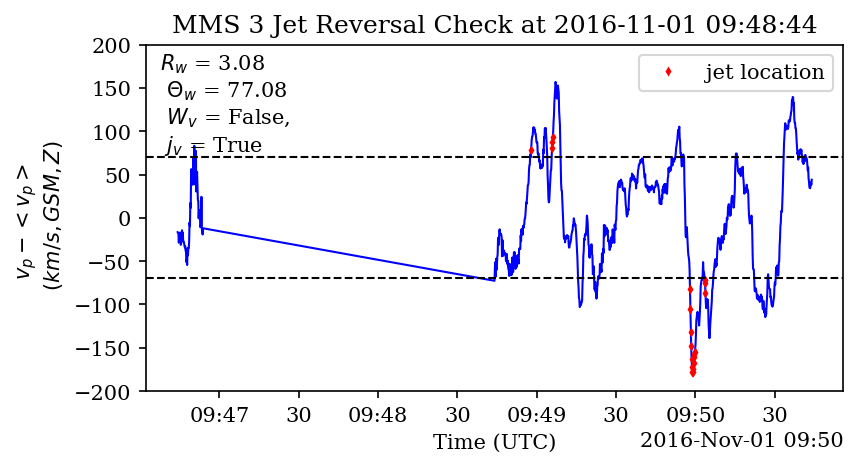 MMS 3 Jet Reversal Check at 2016-11-01 09:48:44
R_w = 3.08
Θ_w = 77.08
W_v = False,
j_v = True
jet location
v_p − < v_p >
(km/s, GSM, Z)
200
150
100
50
0
−50
−100
−150
−200
09:47 30 09:48 30 09:49 30 09:50 30
Time (UTC)
2016-Nov-01 09:50